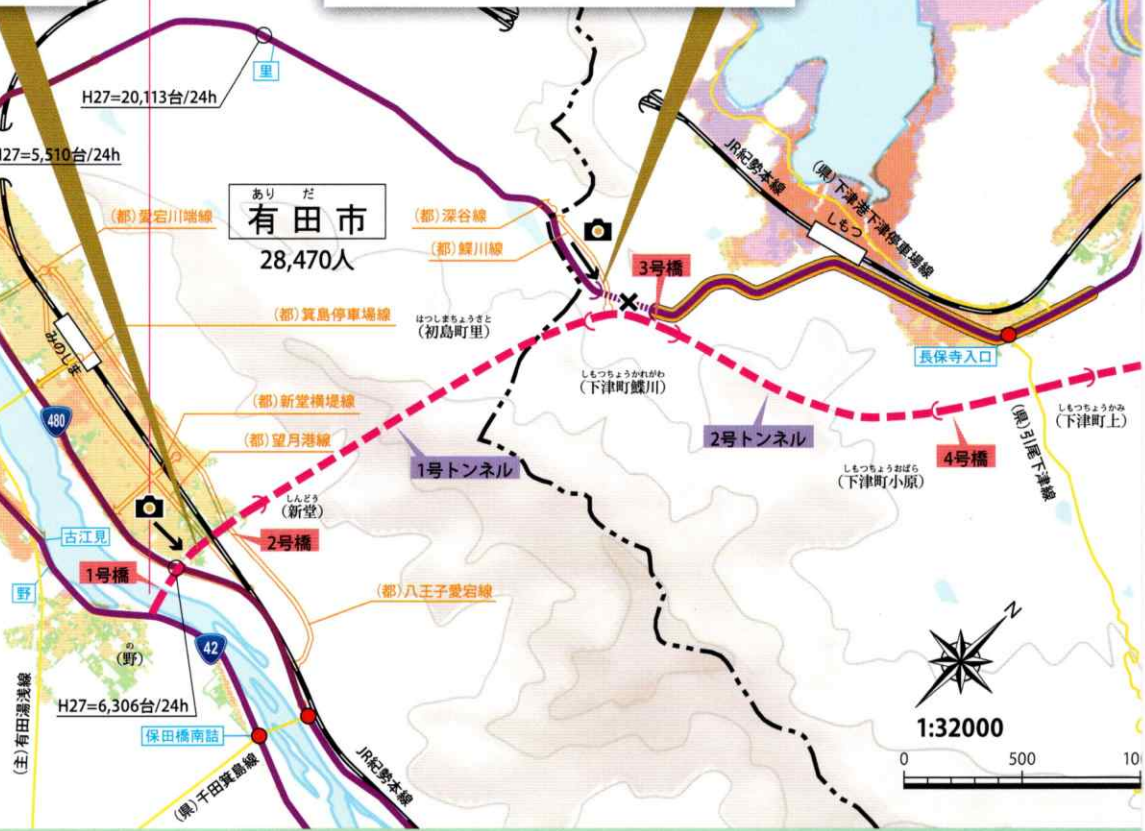 里
H27=20,113台/24h
H27=5,510台/24h
(都)愛宕川端線
ありだ
有田市
28,470人
(都)深谷線
(都)鰈川線
3号橋
JR紀勢本線
(県)下津港下津停車場線
しもつ
(都)箕島停車場線
はつしまちょうさと
(初島町里)
みのしま
長保寺入口
しもつちょうかれがわ
(下津町鰈川)
480
(都)新堂横堤線
(都)望月港線
1号トンネル
2号トンネル
しもつちょうかみ
(下津町上)
4号橋
(県)引尾下津線
しもつちょうおばら
(下津町小原)
しんどう
(新堂)
古江見
2号橋
1号橋
野
(都)八王子愛宕線
の
(野)
42
N
H27=6,306台/24h
保田橋南詰
(主)有田湯浅線
(県)千田箕島線
JR紀勢本線
1:32000
0 500 10